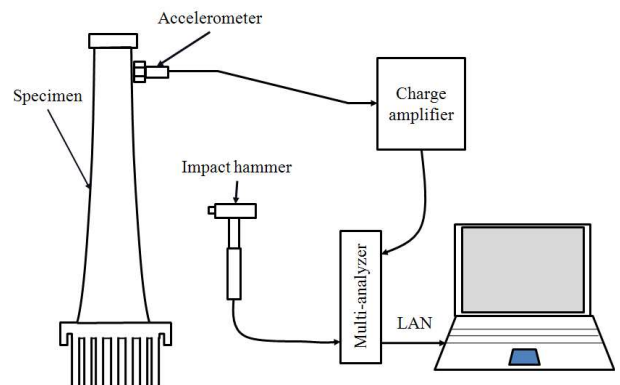 Accelerometer
Specimen
Charge
amplifier
Impact hammer
Multi-analyzer
LAN